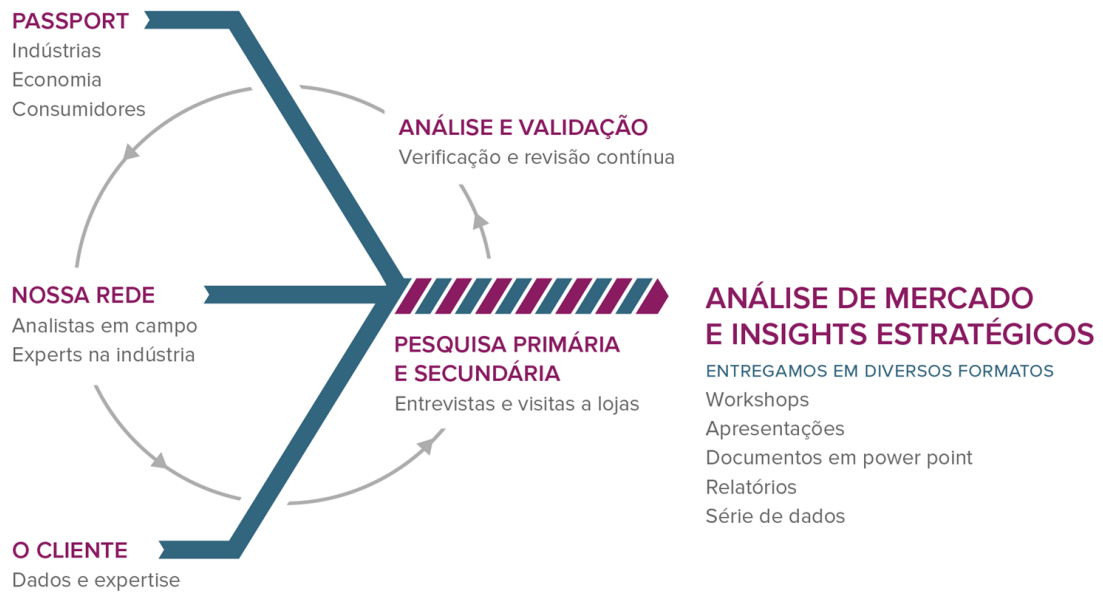 PASSPORT
Indústrias
Economia
Consumidores
ANÁLISE E VALIDAÇÃO
Verificação e revisão contínua
NOSSA REDE
Analistas em campo
Experts na indústria
PESQUISA PRIMÁRIA
E SECUNDÁRIA
Entrevistas e visitas a lojas
O CLIENTE
Dados e expertise
ANÁLISE DE MERCADO
E INSIGHTS ESTRATÉGICOS
ENTREGAMOS EM DIVERSOS FORMATOS
Workshops
Apresentações
Documentos em power point
Relatórios
Série de dados